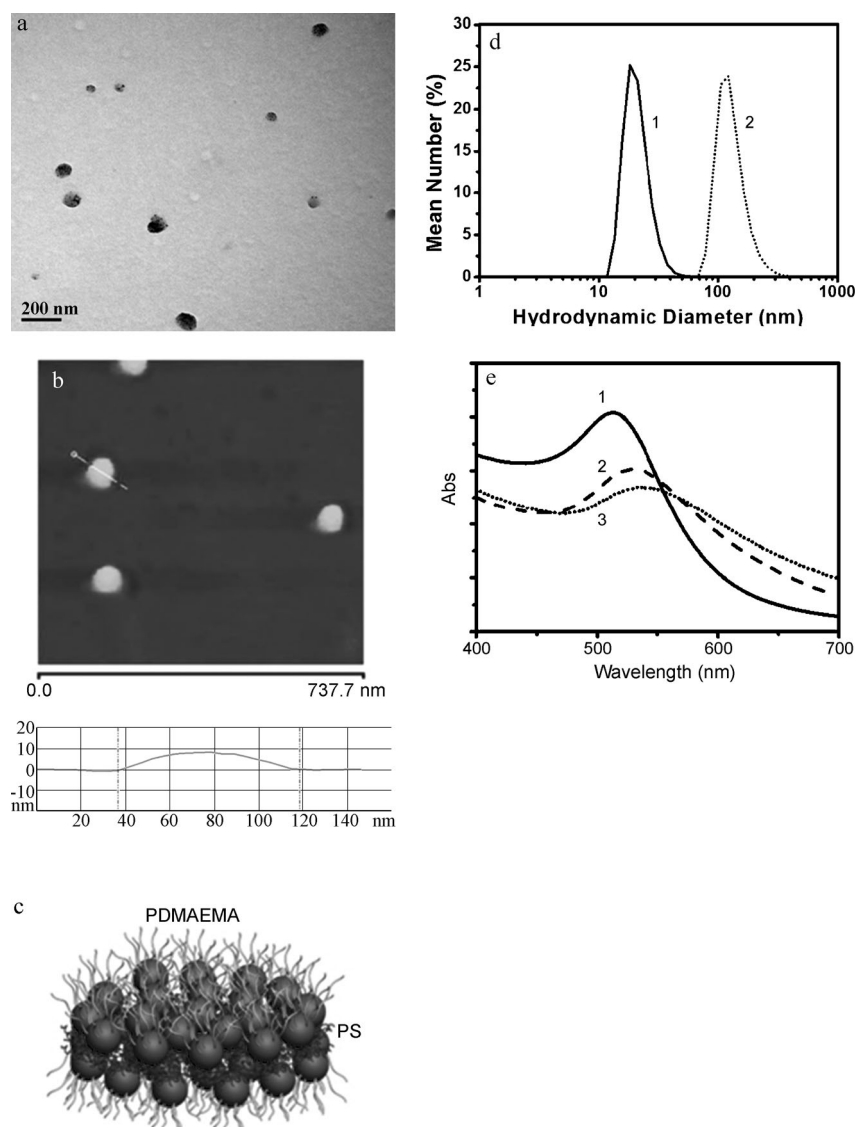 a
200 nm
b
0.0 737.7 nm
20
10
0
-10
nm
20 40 60 80 100 120 140 nm
c
PDMAEMA
PS
d
30
25
20
15
10
5
0
1 10 100 1000
Mean Number (%)
Hydrodynamic Diameter (nm)
1
2
e
1
2
3
Abs
400 500 600 700
Wavelength (nm)